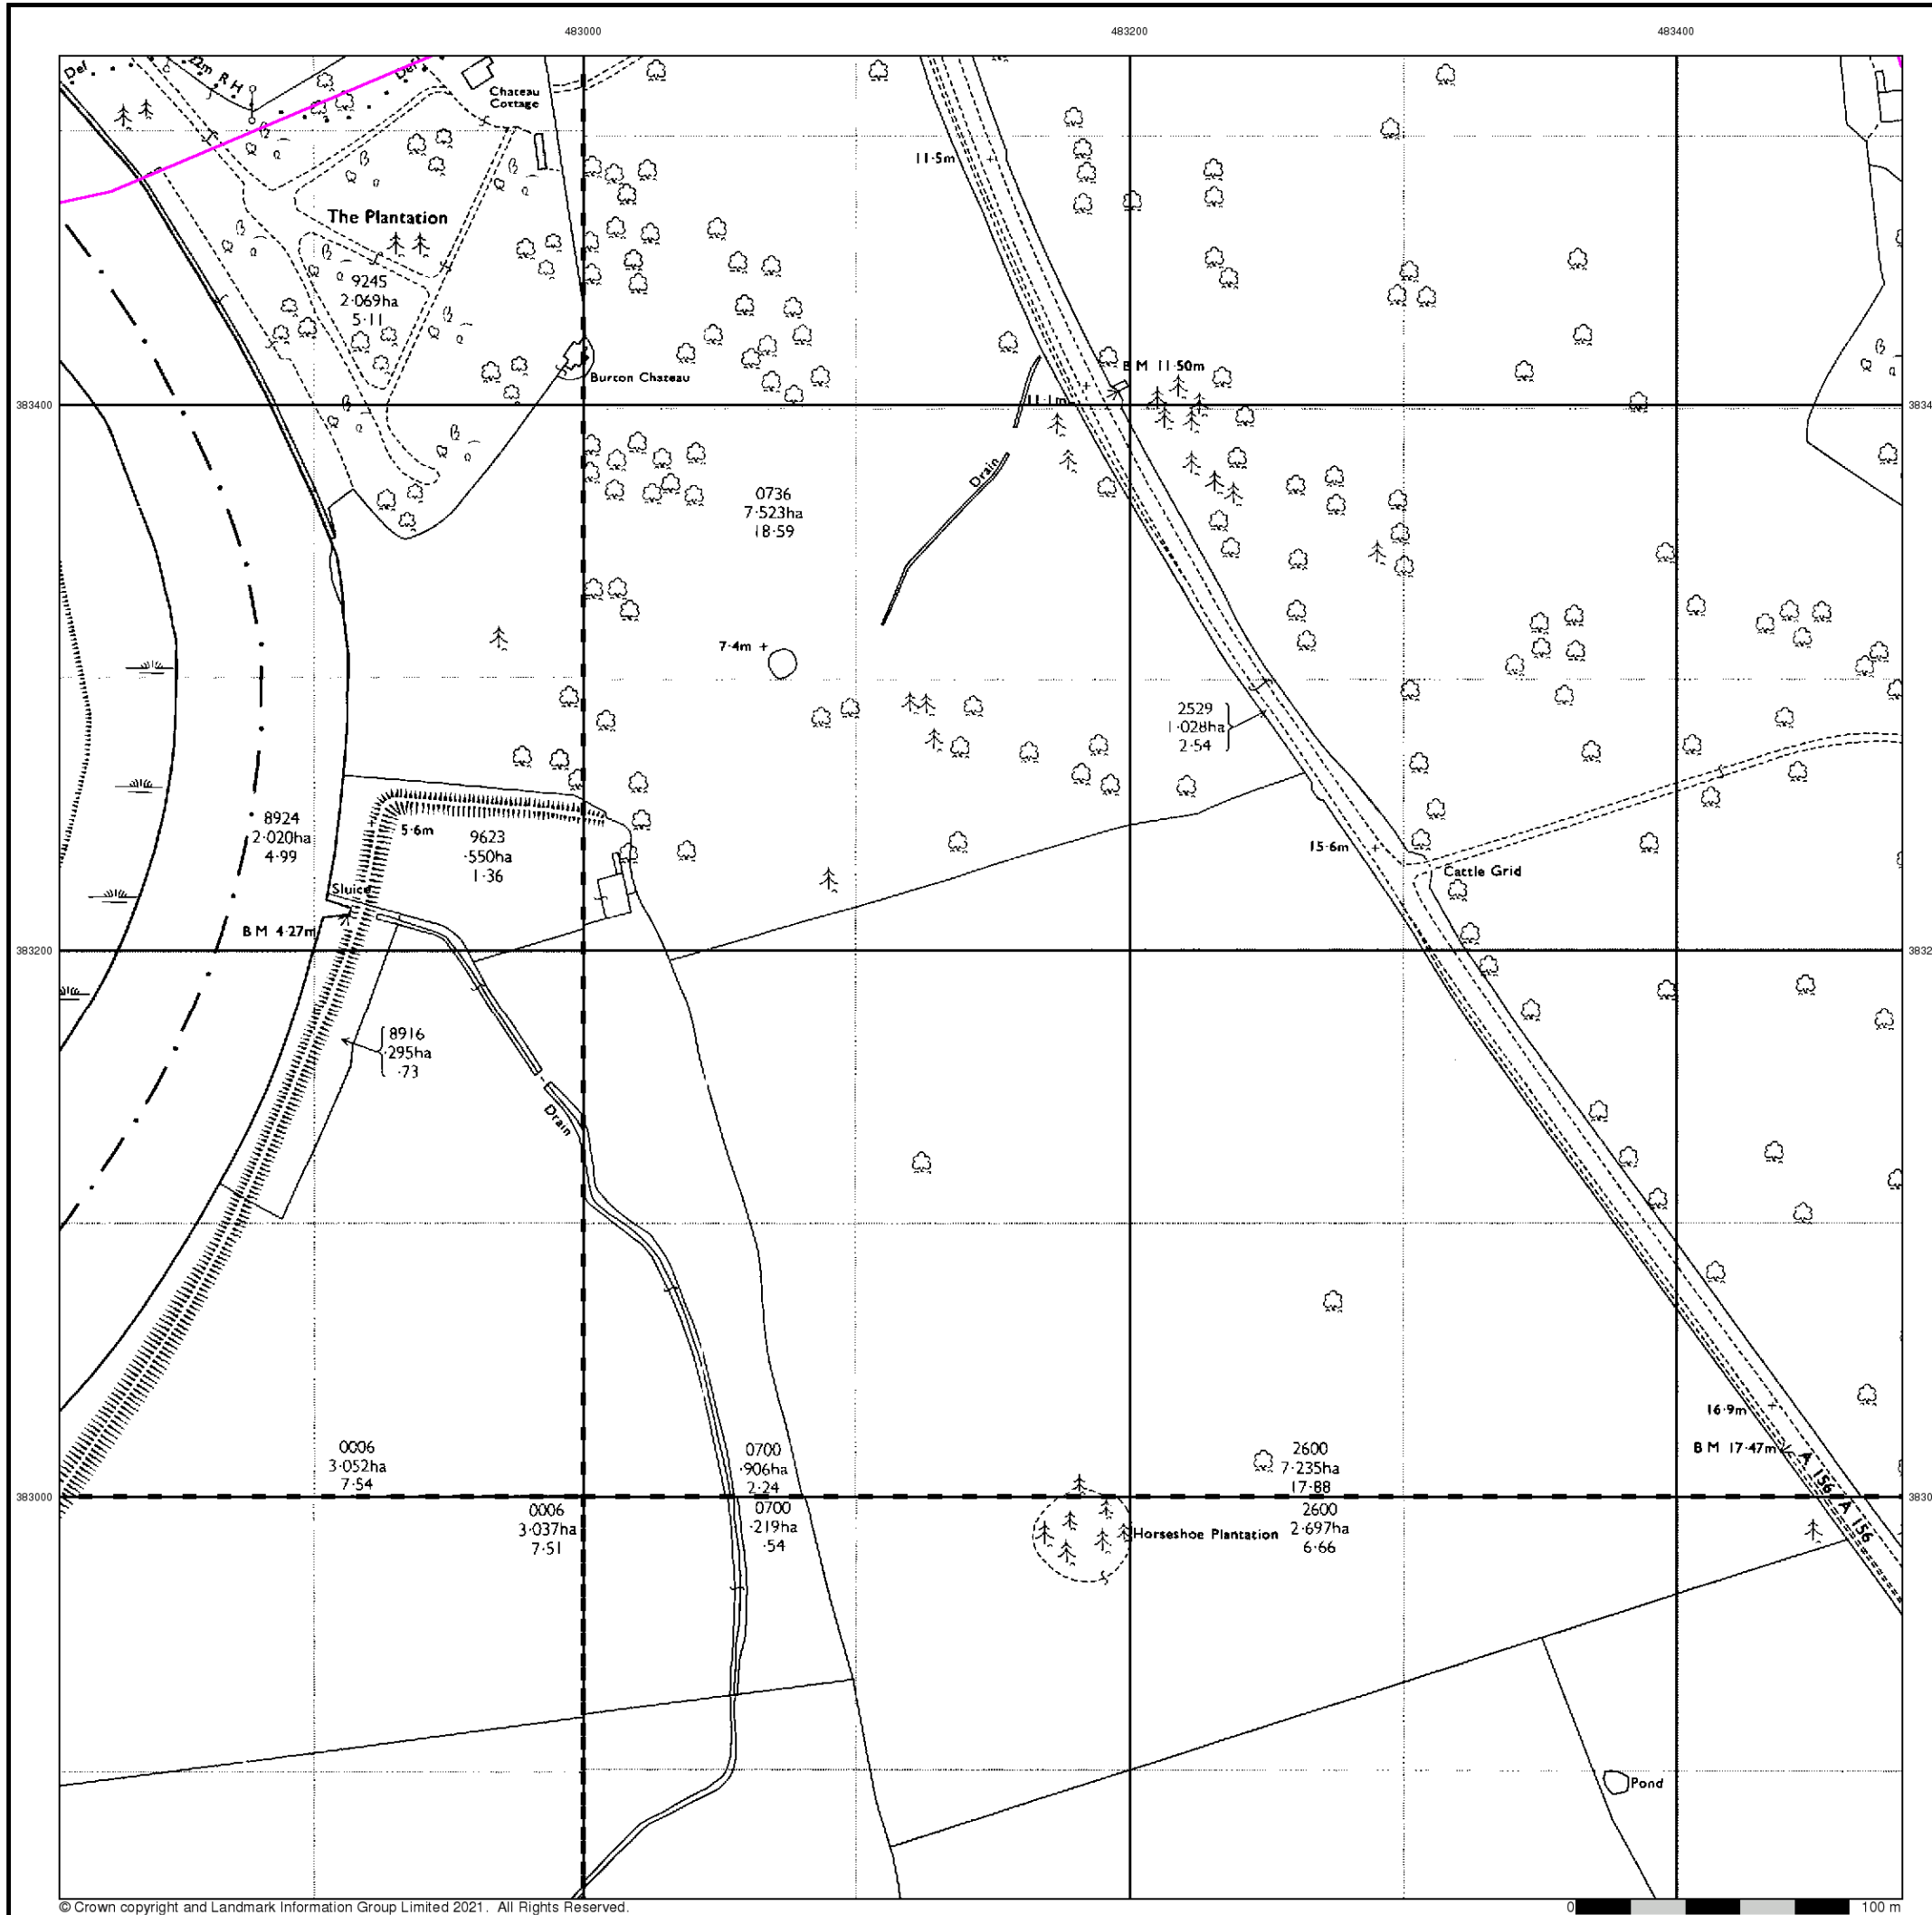 483000
483200
483400
Def
22m R H
Def
Chateau
Cottage
11·5m
The Plantation
9245
2·069ha
5·11
Burton Chateau
B M 11·50m
11·1m
383400
Drain
0736
7·523ha
18·59
7·4m
2529
1·028ha
2·54
8924
2·020ha
4·99
5·6m
9623
·550ha
1·36
15·6m
Cattle Grid
Sluice
B M 4·27m
383200
8916
·295ha
·73
Drain
16·9m
B M 17·47m
A 156
A 156
0006
3·052ha
7·54
0700
·906ha
2·24
2600
7·235ha
17·88
383000
0006
3·037ha
7·51
0700
·219ha
·54
Horseshoe Plantation
2600
2·697ha
6·66
Pond
© Crown copyright and Landmark Information Group Limited 2021. All Rights Reserved.
0
100 m